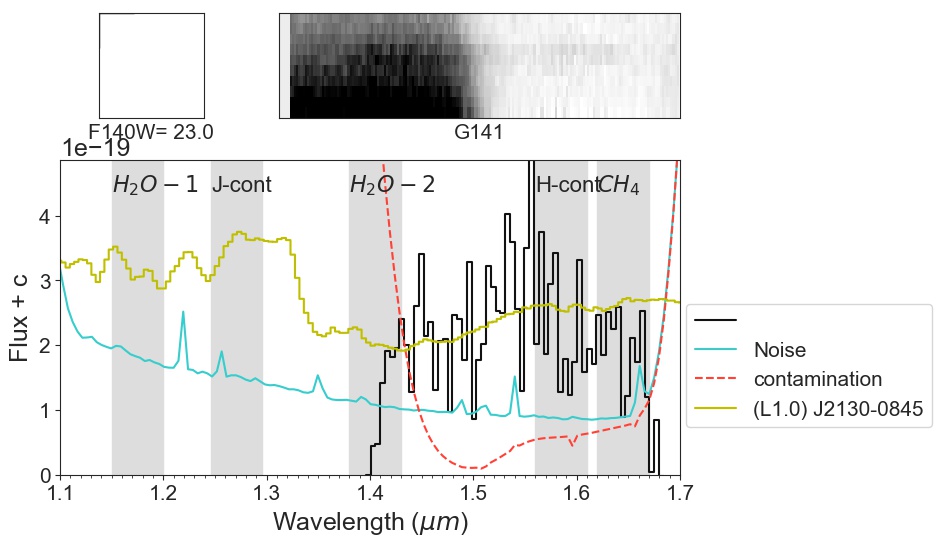 F140W= 23.0
G141
1e−19
H₂O − 1
J-cont
H₂O − 2
H-cont
CH₄
4
3
2
1
0
Flux + c
1.1
1.2
1.3
1.4
1.5
1.6
1.7
Wavelength (μm)
Noise
contamination
(L1.0) J2130-0845